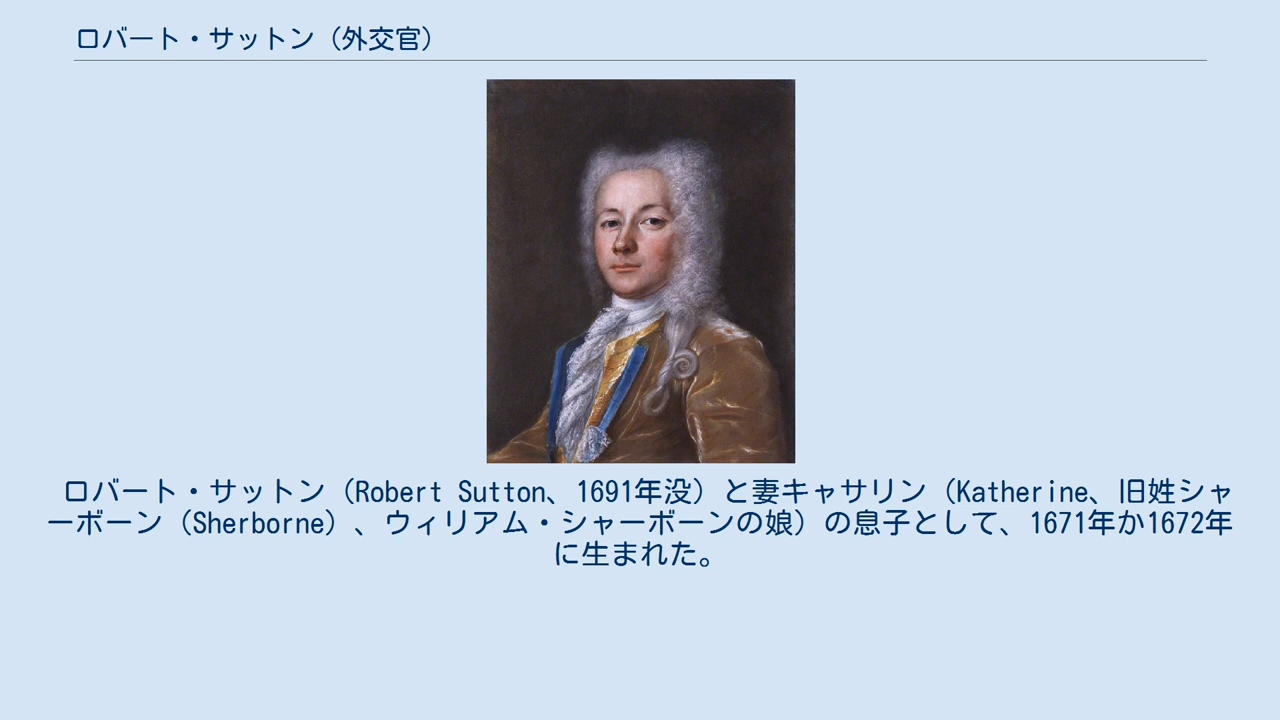 ロバート・サットン（外交官）
ロバート・サットン（Robert Sutton、1691年没）と妻キャサリン（Katherine、旧姓シャ
ーボーン（Sherborne）、ウィリアム・シャーボーンの娘）の息子として、1671年か1672年
に生まれた。